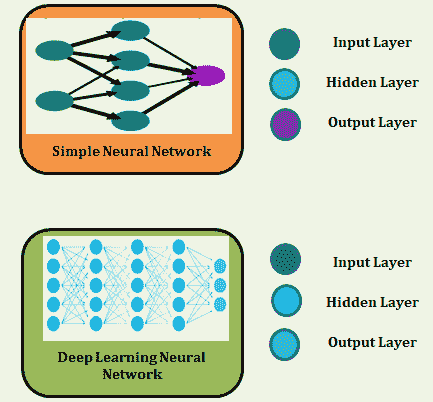 Input Layer
Hidden Layer
Output Layer
Simple Neural Network
Input Layer
Hidden Layer
Output Layer
Deep Learning Neural
Network